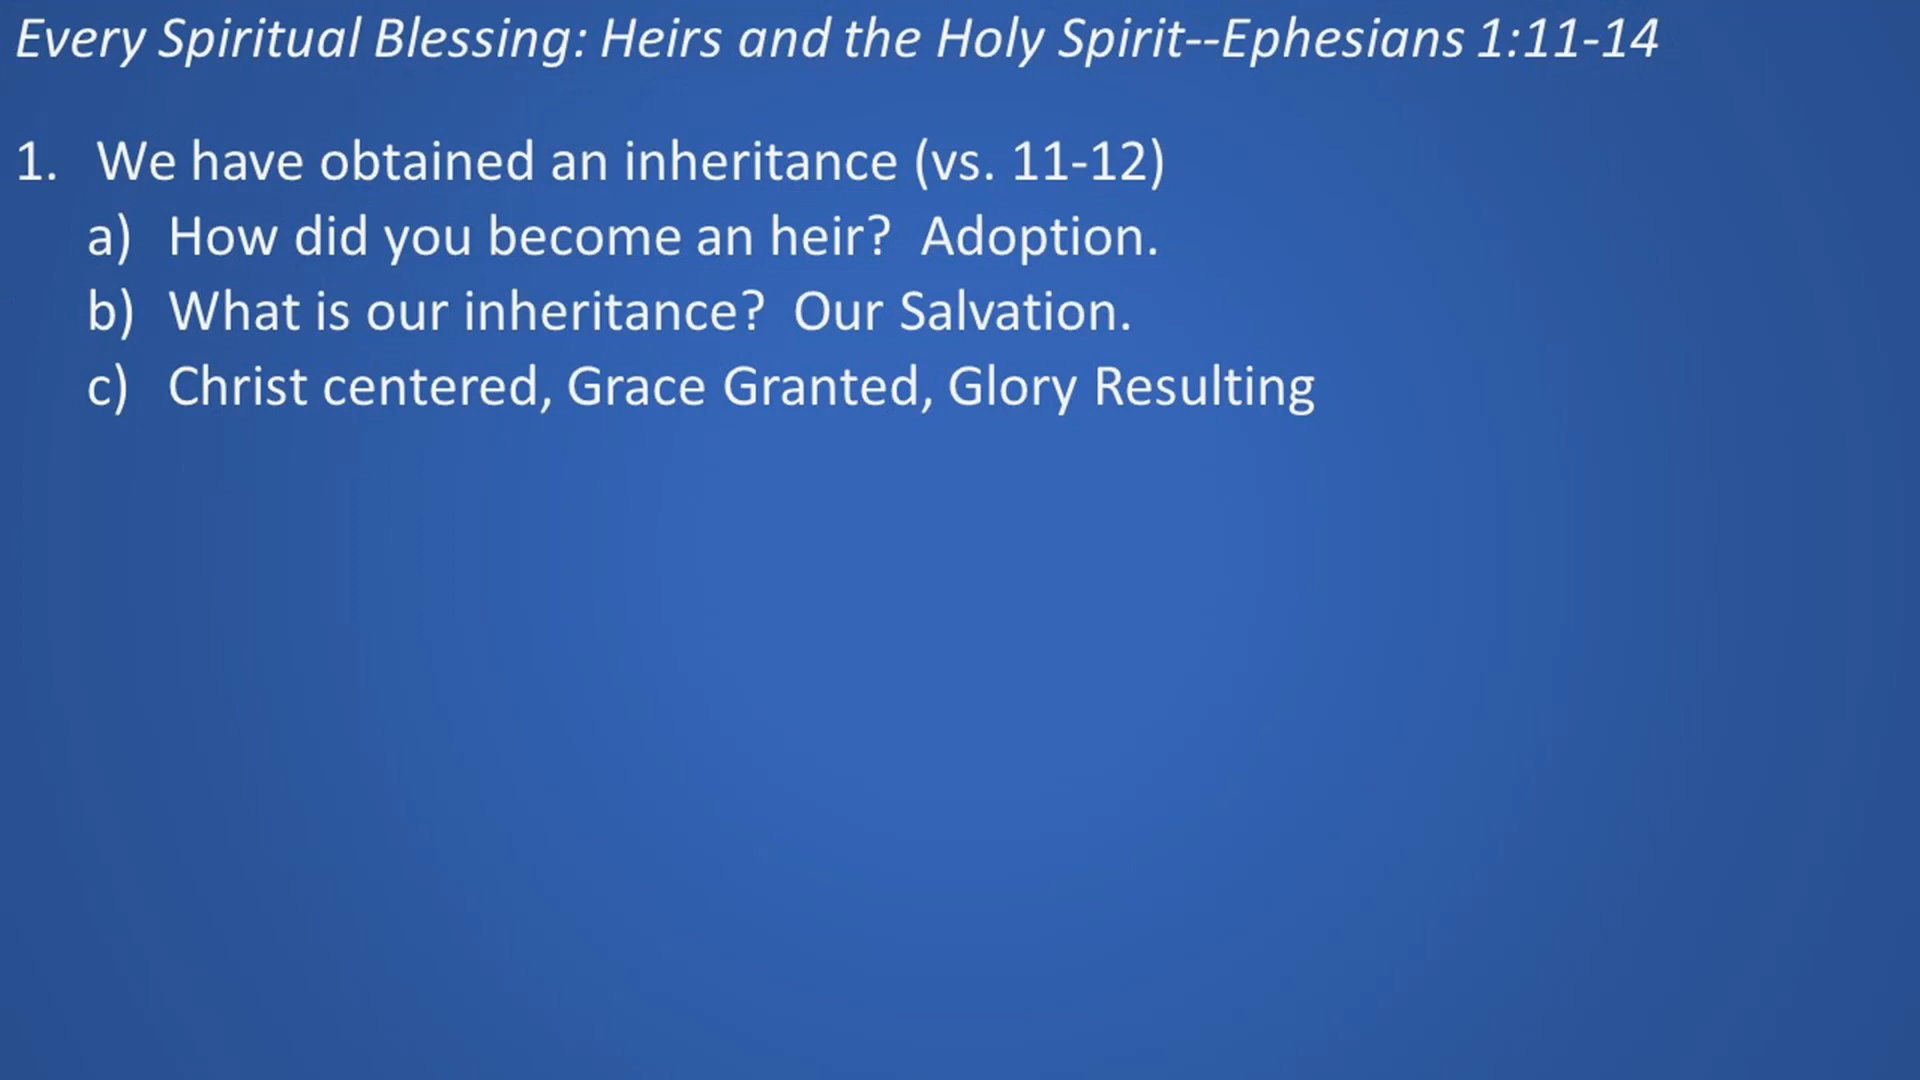 Every Spiritual Blessing: Heirs and the Holy Spirit--Ephesians 1:11-14
1. We have obtained an inheritance (vs. 11-12)
a) How did you become an heir? Adoption.
b) What is our inheritance? Our Salvation.
c) Christ centered, Grace Granted, Glory Resulting